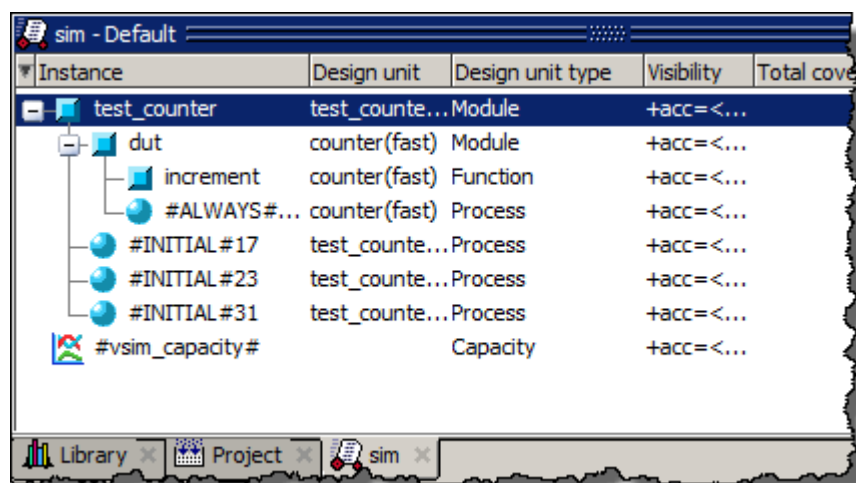 sim - Default
Instance Design unit Design unit type Visibility Total cove
test_counter test_counte... Module +acc=<...
dut counter(fast) Module +acc=<...
increment counter(fast) Function +acc=<...
#ALWAYS#... counter(fast) Process +acc=<...
#INITIAL#17 test_counte... Process +acc=<...
#INITIAL#23 test_counte... Process +acc=<...
#INITIAL#31 test_counte... Process +acc=<...
#vsim_capacity# Capacity +acc=<...
Library Project sim